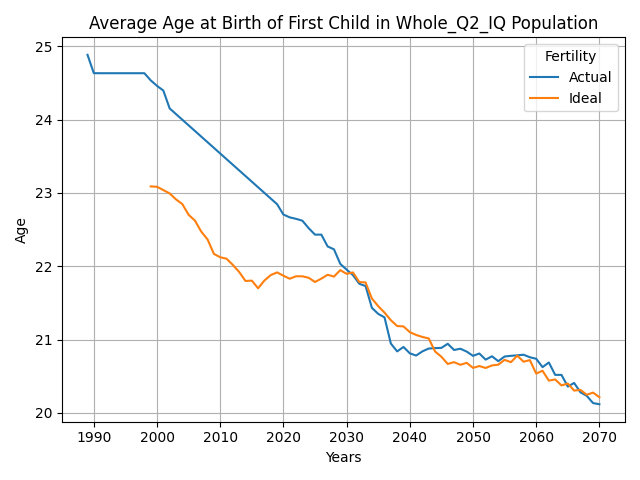 Average Age at Birth of First Child in Whole_Q2_IQ Population
Fertility
Actual
Ideal
Age
25
24
23
22
21
20
1990 2000 2010 2020 2030 2040 2050 2060 2070
Years